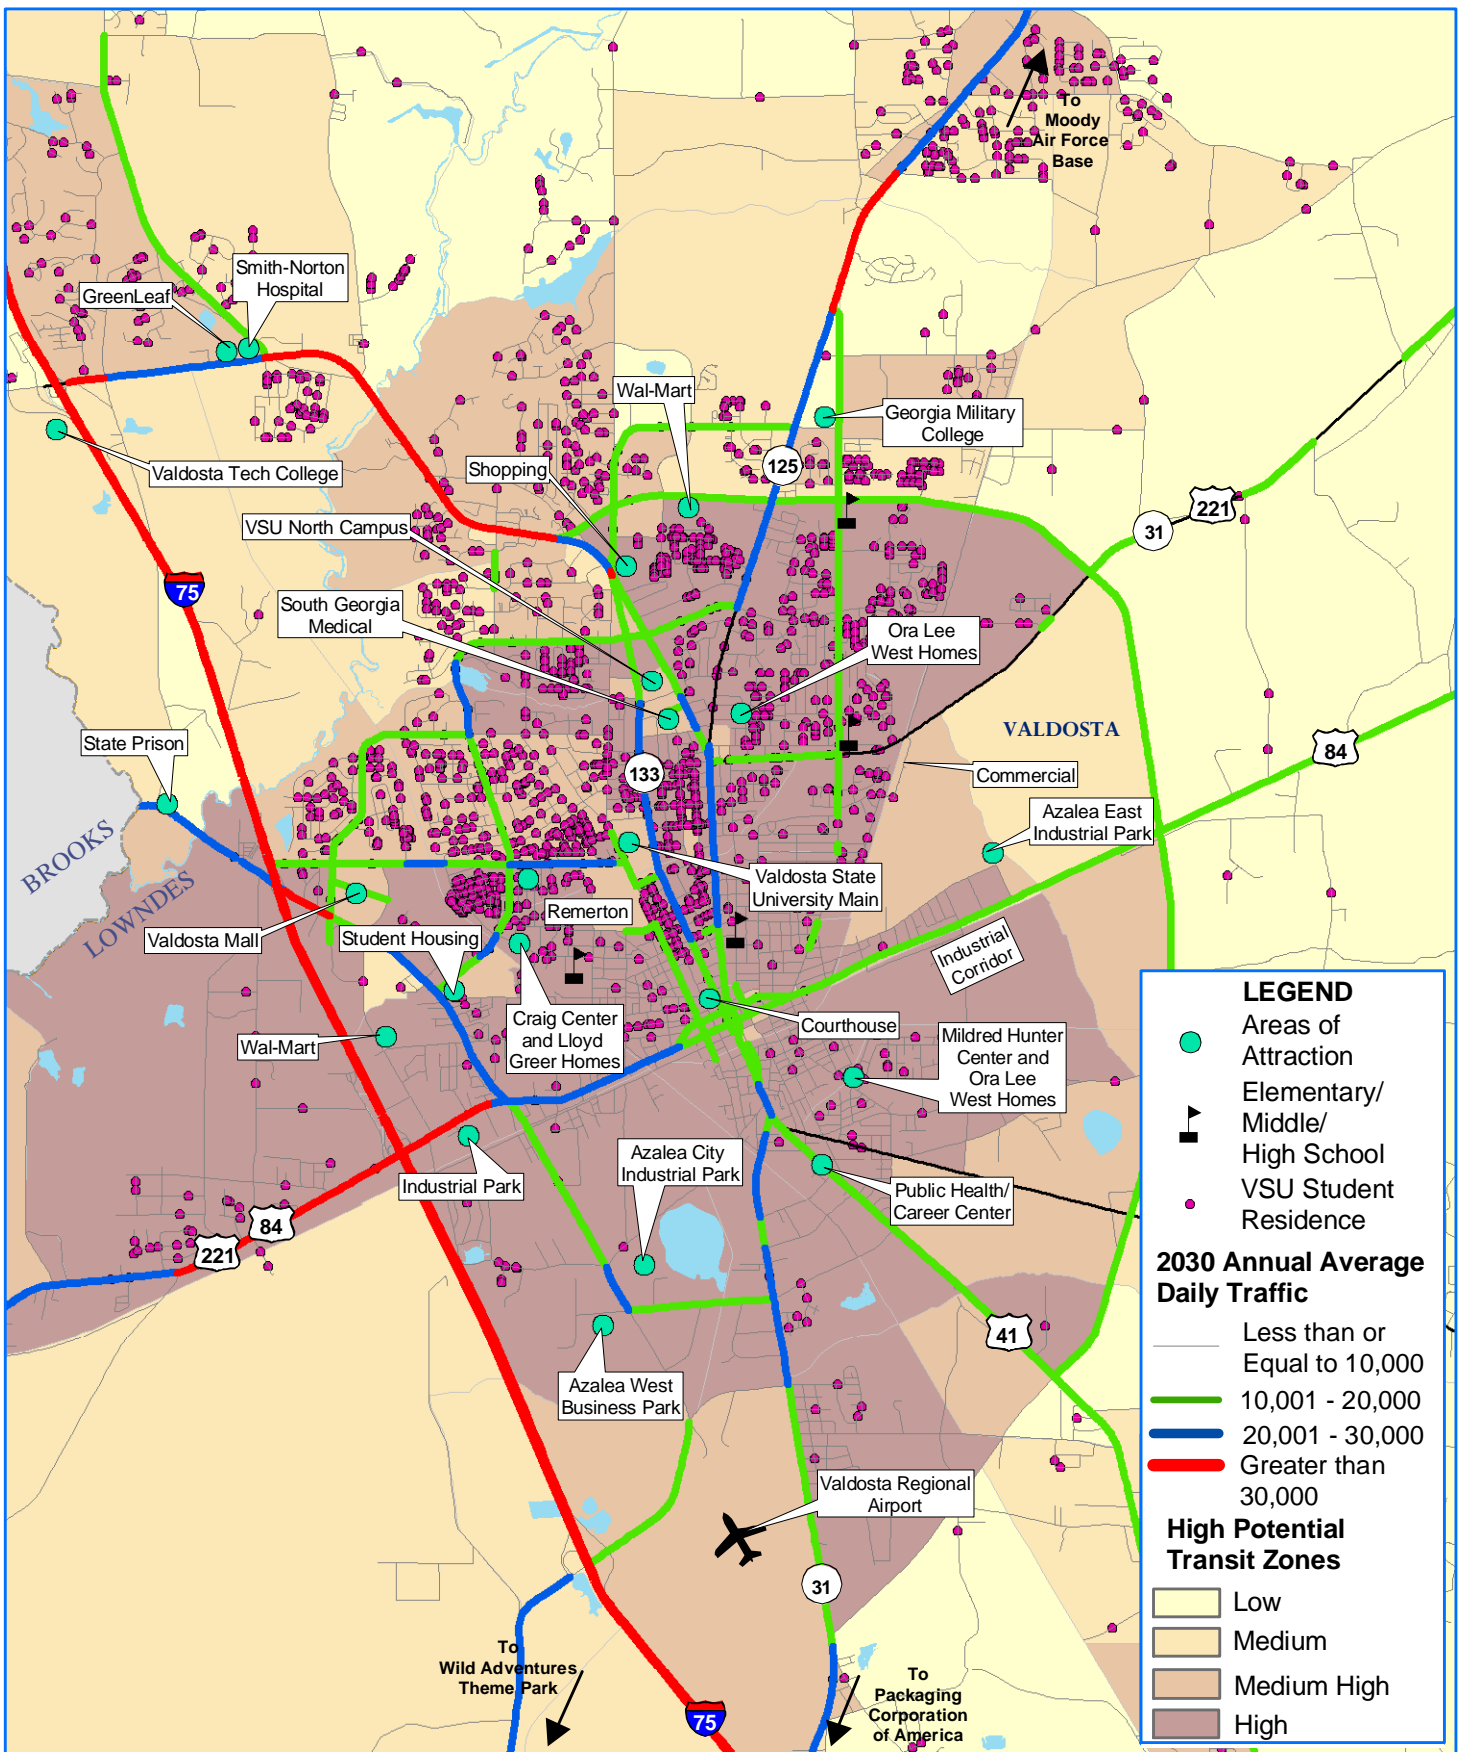 To
Moody
Air Force
Base
Smith-Norton
Hospital
GreenLeaf
Wal-Mart
Georgia Military
College
Valdosta Tech College
Shopping
125
221
31
VSU North Campus
75
South Georgia
Medical
Ora Lee
West Homes
State Prison
VALDOSTA
84
133
Commercial
Azalea East
Industrial Park
BROOKS
LOWNDES
Valdosta State
University Main
Remerton
Valdosta Mall
Student Housing
Industrial
Corridor
Craig Center
and Lloyd
Greer Homes
Courthouse
Wal-Mart
Mildred Hunter
Center and
Ora Lee
West Homes
Azalea City
Industrial Park
Industrial Park
Public Health/
Career Center
84
221
41
Azalea West
Business Park
Valdosta Regional
Airport
31
To
Wild Adventures
Theme Park
To
Packaging
Corporation
of America
75
LEGEND
Areas of
Attraction
Elementary/
Middle/
High School
VSU Student
Residence
2030 Annual Average
Daily Traffic
Less than or
Equal to 10,000
10,001 - 20,000
20,001 - 30,000
Greater than
30,000
High Potential
Transit Zones
Low
Medium
Medium High
High